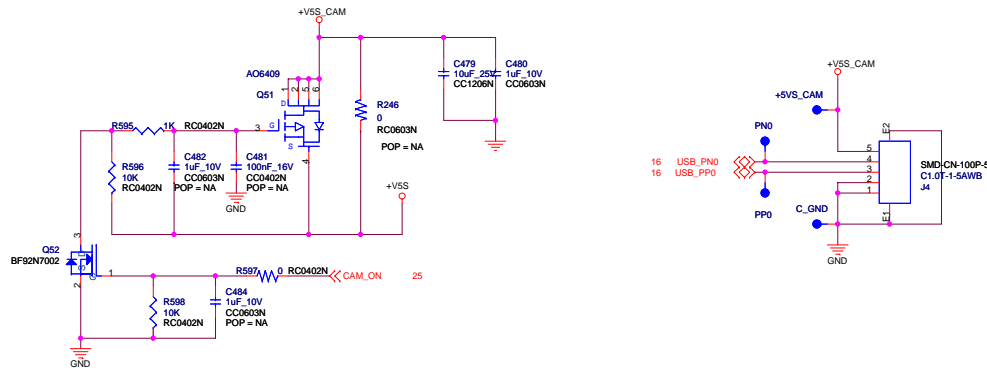 +V5S_CAM
AO6409
Q51
1
2
5
6
D
G
S
3
4
C479
10uF_25V
CC1206N
C480
1uF_10V
CC0603N
R246
0
RC0603N
POP = NA
R595
1K
RC0402N
R596
10K
RC0402N
C482
1uF_10V
CC0603N
POP = NA
C481
100nF_16V
CC0402N
POP = NA
GND
+V5S
3
Q52
BF92N7002
D
S
G
1
2
R597
0
RC0402N
CAM_ON
25
R598
10K
RC0402N
C484
1uF_10V
CC0603N
POP = NA
GND
+V5S_CAM
+5VS_CAM
PN0
16
USB_PN0
16
USB_PP0
PP0
C_GND
GND
5
4
3
2
1
E2
E1
SMD-CN-100P-5
C1.0T-1-5AWB
J4